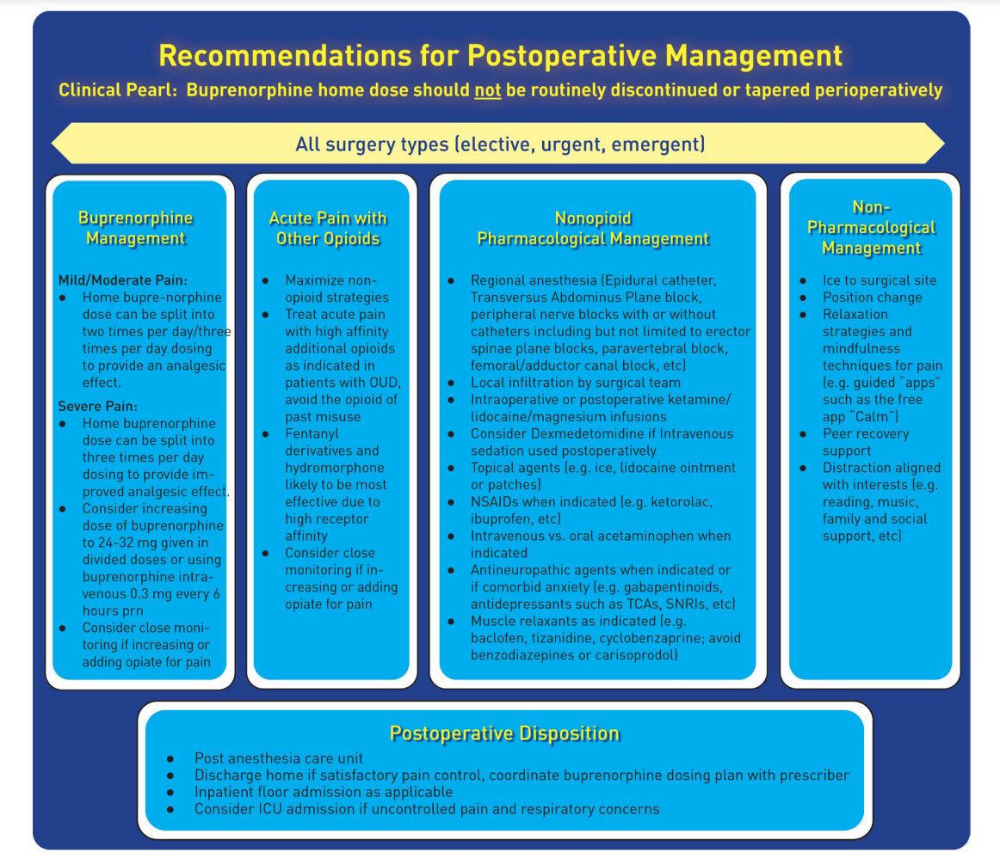 Recommendations for Postoperative Management
Clinical Pearl: Buprenorphine home dose should not be routinely discontinued or tapered perioperatively
All surgery types (elective, urgent, emergent)
Buprenorphine
Management
Mild/Moderate Pain:
● Home bupre-norphine
dose can be split into
two times per day/three
times per day dosing
to provide an analgesic
effect.
Severe Pain:
● Home buprenorphine
dose can be split into
three times per day
dosing to provide im-
proved analgesic effect.
● Consider increasing
dose of buprenorphine
to 24-32 mg given in
divided doses or using
buprenorphine intra-
venous 0.3 mg every 6
hours prn
● Consider close moni-
toring if increasing or
adding opiate for pain
Acute Pain with
Other Opioids
● Maximize non-
opioid strategies
● Treat acute pain
with high affinity
additional opioids
as indicated in
patients with OUD,
avoid the opioid of
past misuse
● Fentanyl
derivatives and
hydromorphone
likely to be most
effective due to
high receptor
affinity
● Consider close
monitoring if in-
creasing or adding
opiate for pain
Nonopioid
Pharmacological Management
● Regional anesthesia (Epidural catheter,
Transversus Abdominus Plane block,
peripheral nerve blocks with or without
catheters including but not limited to erector
spinae plane blocks, paravertebral block,
femoral/adductor canal block, etc)
● Local infiltration by surgical team
● Intraoperative or postoperative ketamine/
lidocaine/magnesium infusions
● Consider Dexmedetomidine if Intravenous
sedation used postoperatively
● Topical agents (e.g. ice, lidocaine ointment
or patches)
● NSAIDs when indicated (e.g. ketorolac,
ibuprofen, etc)
● Intravenous vs. oral acetaminophen when
indicated
● Antineuropathic agents when indicated or
if comorbid anxiety (e.g. gabapentinoids,
antidepressants such as TCAs, SNRIs, etc)
● Muscle relaxants as indicated (e.g.
baclofen, tizanidine, cyclobenzaprine; avoid
benzodiazepines or carisoprodol)
Non-
Pharmacological
Management
● Ice to surgical site
● Position change
● Relaxation
strategies and
mindfulness
techniques for pain
(e.g. guided "apps"
such as the free
app "Calm")
● Peer recovery
support
● Distraction aligned
with interests (e.g.
reading, music,
family and social
support, etc)
Postoperative Disposition
● Post anesthesia care unit
● Discharge home if satisfactory pain control, coordinate buprenorphine dosing plan with prescriber
● Inpatient floor admission as applicable
● Consider ICU admission if uncontrolled pain and respiratory concerns